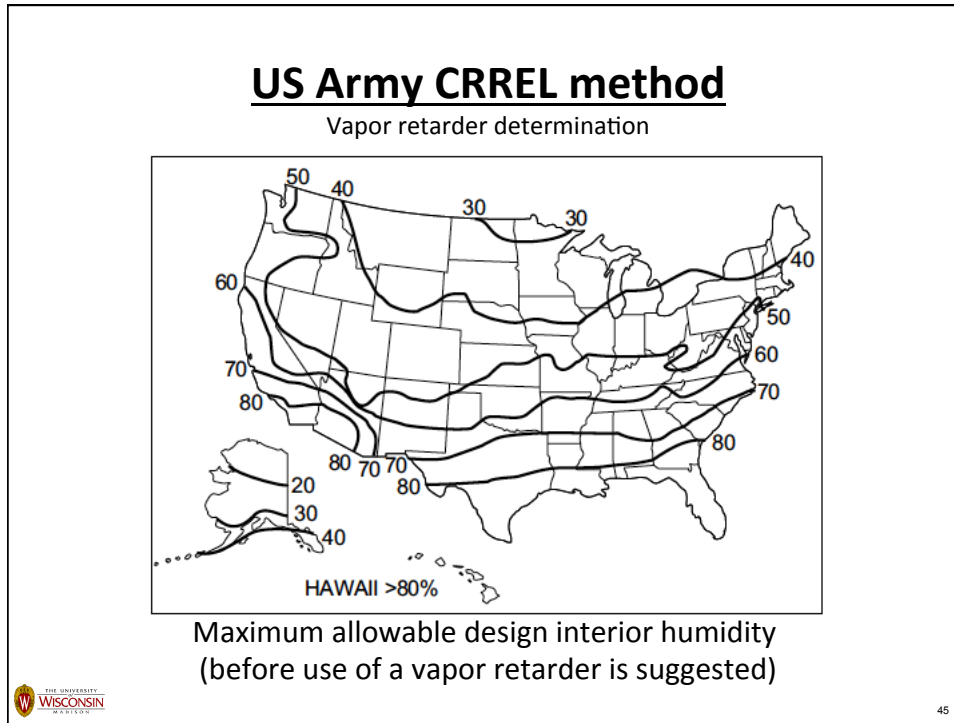 US Army CRREL method
Vapor retarder determination
50 40
30 30
40
60
50
60
70
70
80
80
80 70 70
80
20
30
40
HAWAII >80%
Maximum allowable design interior humidity
(before use of a vapor retarder is suggested)
THE UNIVERSITY
of
WISCONSIN
MADISON
45